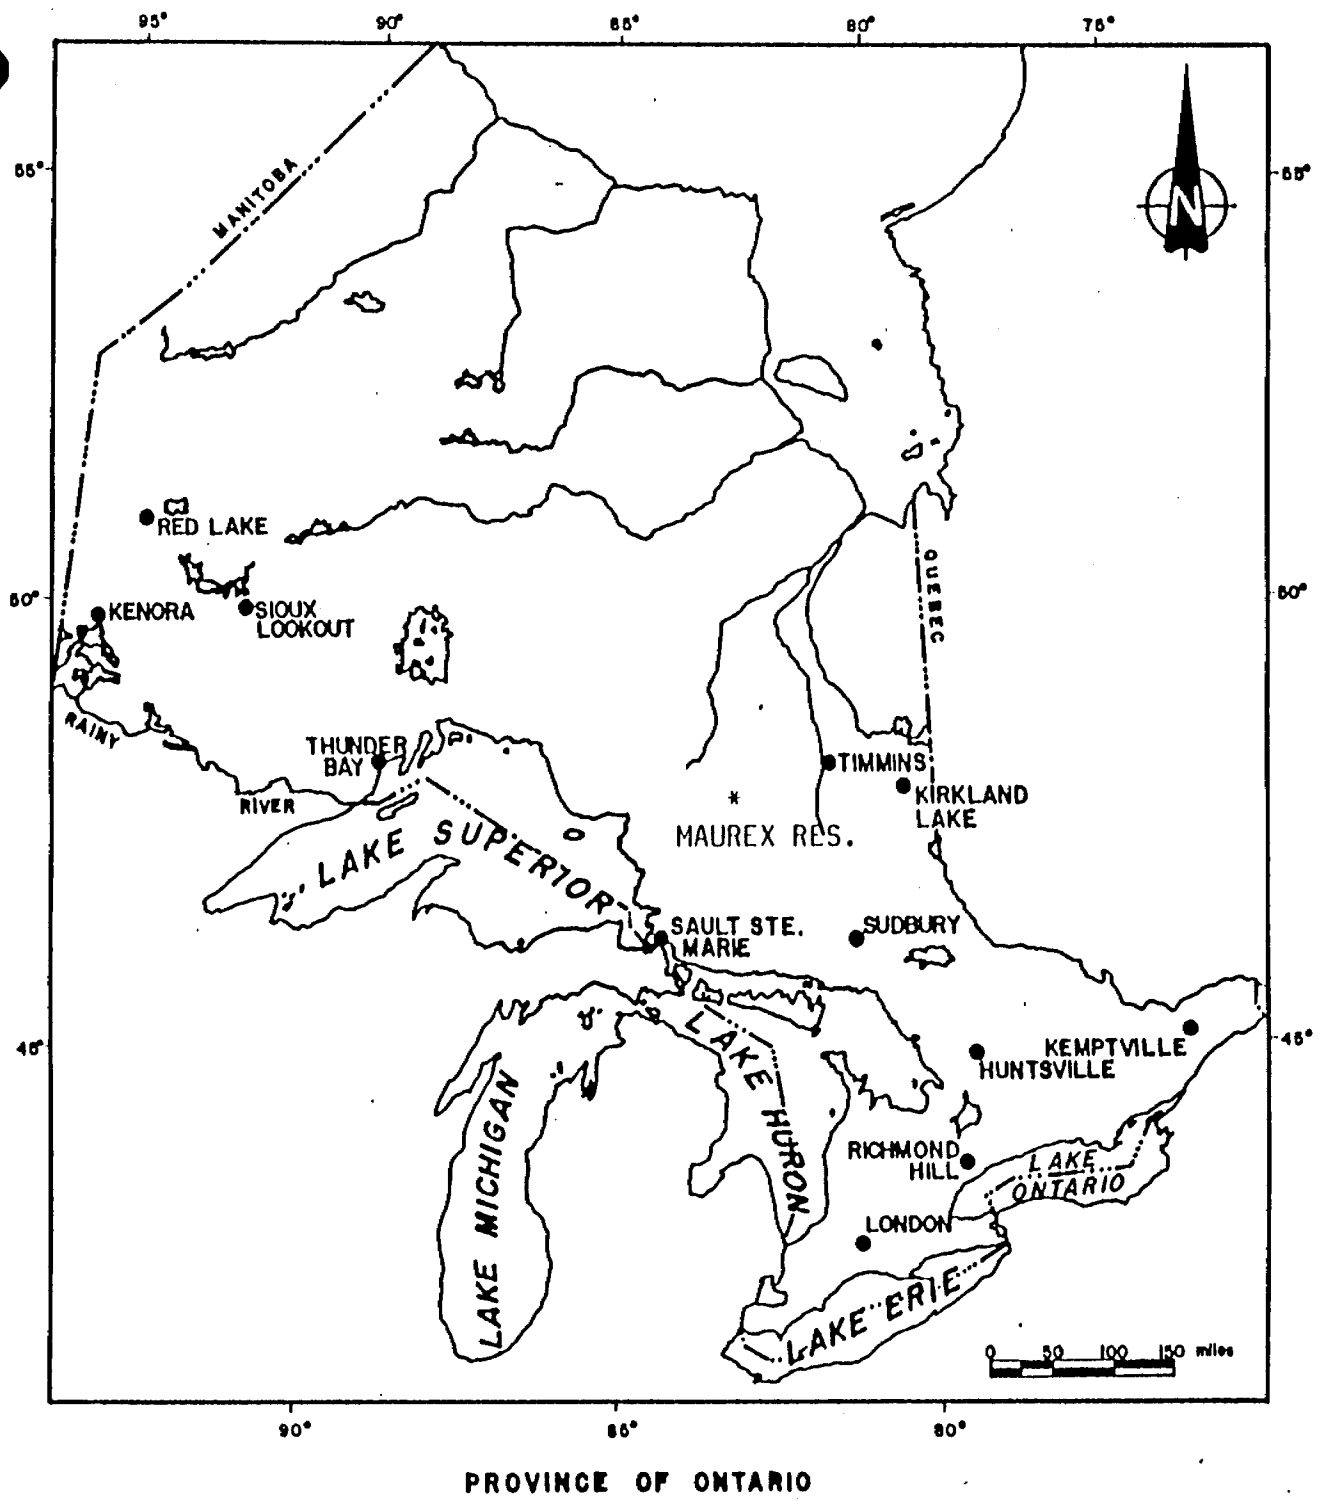 95° 90° 85° 80° 75°
N
55° 55°
MANITOBA
RED LAKE
QUEBEC
50° 50°
KENORA
SIOUX
LOOKOUT
RAINY
THUNDER
BAY
RIVER
TIMMINS
KIRKLAND
LAKE
*
MAUREX RES.
LAKE SUPERIOR
SAULT STE.
MARIE
SUDBURY
45° 45°
LAKE HURON
KEMPTVILLE
HUNTSVILLE
LAKE MICHIGAN
RICHMOND
HILL
LAKE
ONTARIO
LONDON
LAKE ERIE
0 50 100 150 miles
90° 85° 80°
PROVINCE OF ONTARIO